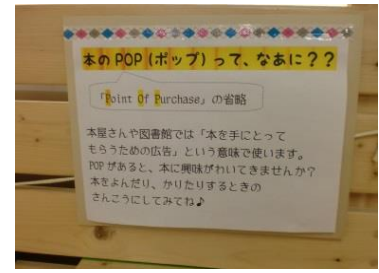 本のPOP(ポップ)って、なあに??
「Point Of Purchase」の省略
本屋さんや図書館では「本を手にとって
もらうための広告」という意味で使います。
POPがあると、本に興味がわいてきませんか?
本をよんだり、かりたりするときの
さんこうにしてみてね♪